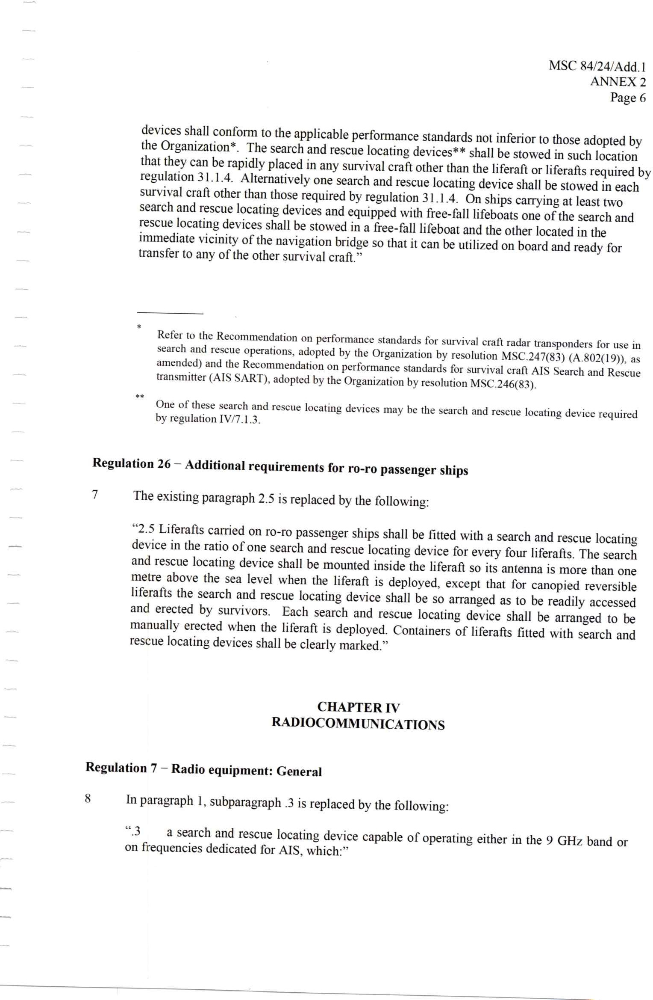 MSC 84/24/Add.1
ANNEX 2
Page 6
devices shall conform to the applicable performance standards not inferior to those adopted by
the Organization*. The search and rescue locating devices** shall be stowed in such location
that they can be rapidly placed in any survival craft other than the liferaft or liferafts required by
regulation 31.1.4. Alternatively one search and rescue locating device shall be stowed in each
survival craft other than those required by regulation 31.1.4. On ships carrying at least two
search and rescue locating devices and equipped with free-fall lifeboats one of the search and
rescue locating devices shall be stowed in a free-fall lifeboat and the other located in the
immediate vicinity of the navigation bridge so that it can be utilized on board and ready for
transfer to any of the other survival craft.”
* Refer to the Recommendation on performance standards for survival craft radar transponders for use in
search and rescue operations, adopted by the Organization by resolution MSC.247(83) (A.802(19)), as
amended) and the Recommendation on performance standards for survival craft AIS Search and Rescue
transmitter (AIS SART), adopted by the Organization by resolution MSC.246(83).
** One of these search and rescue locating devices may be the search and rescue locating device required
by regulation IV/7.1.3.
Regulation 26 – Additional requirements for ro-ro passenger ships
7 The existing paragraph 2.5 is replaced by the following:
“2.5 Liferafts carried on ro-ro passenger ships shall be fitted with a search and rescue locating
device in the ratio of one search and rescue locating device for every four liferafts. The search
and rescue locating device shall be mounted inside the liferaft so its antenna is more than one
metre above the sea level when the liferaft is deployed, except that for canopied reversible
liferafts the search and rescue locating device shall be so arranged as to be readily accessed
and erected by survivors. Each search and rescue locating device shall be arranged to be
manually erected when the liferaft is deployed. Containers of liferafts fitted with search and
rescue locating devices shall be clearly marked.”
CHAPTER IV
RADIOCOMMUNICATIONS
Regulation 7 – Radio equipment: General
8 In paragraph 1, subparagraph .3 is replaced by the following:
“.3 a search and rescue locating device capable of operating either in the 9 GHz band or
on frequencies dedicated for AIS, which:”